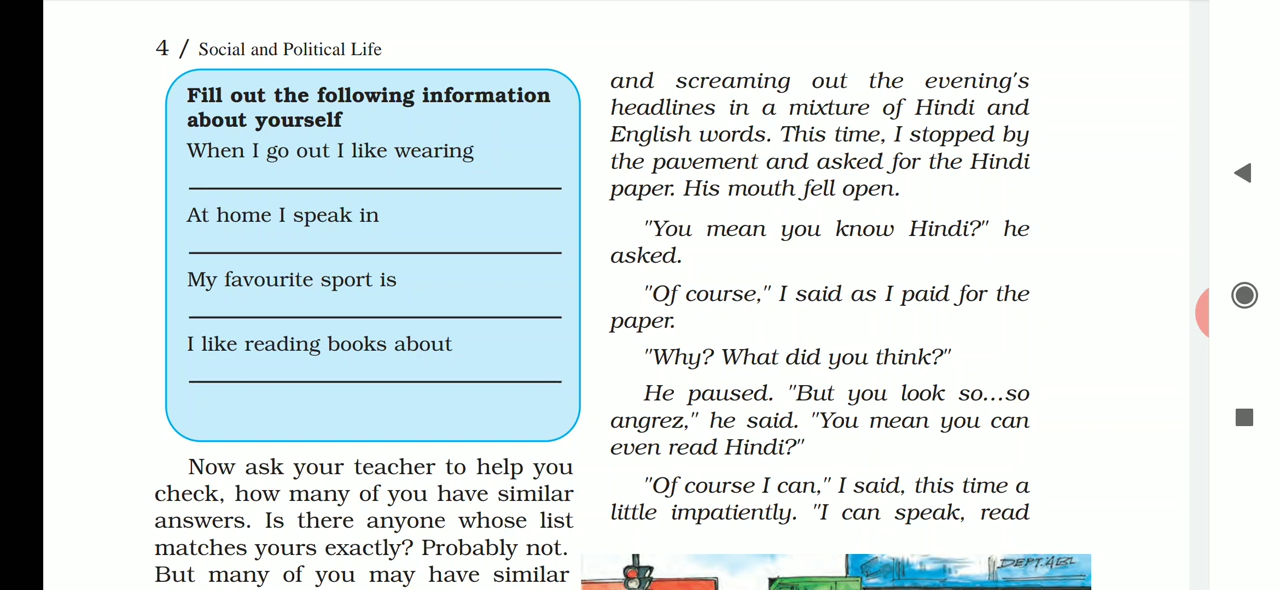 4 / Social and Political Life
Fill out the following information
about yourself
When I go out I like wearing
At home I speak in
My favourite sport is
I like reading books about
Now ask your teacher to help you
check, how many of you have similar
answers. Is there anyone whose list
matches yours exactly? Probably not.
But many of you may have similar
and screaming out the evening's
headlines in a mixture of Hindi and
English words. This time, I stopped by
the pavement and asked for the Hindi
paper. His mouth fell open.
"You mean you know Hindi?" he
asked.
"Of course," I said as I paid for the
paper.
"Why? What did you think?"
He paused. "But you look so...so
angrez," he said. "You mean you can
even read Hindi?"
"Of course I can," I said, this time a
little impatiently. "I can speak, read